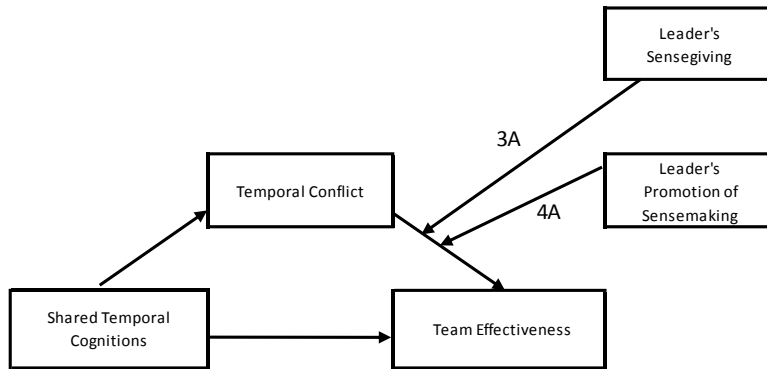 Leader's
Sensegiving
3A
Temporal Conflict
Leader's
Promotion of
Sensemaking
4A
Shared Temporal
Cognitions
Team Effectiveness